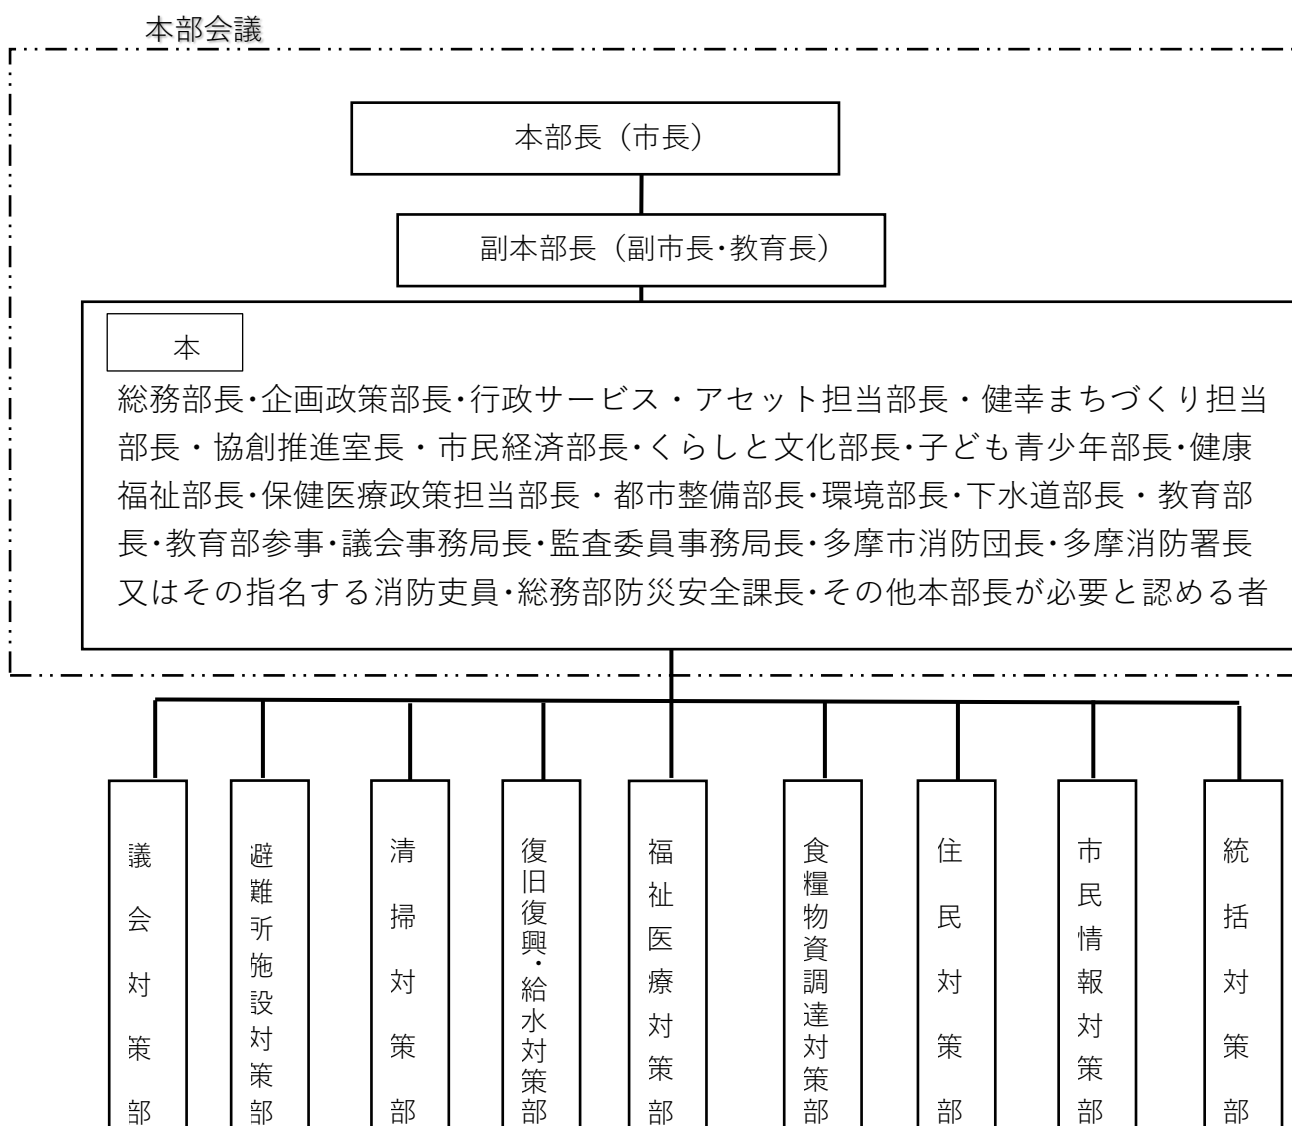 本部会議
本部長（市長）
副本部長（副市長･教育長）
本
総務部長･企画政策部長･行政サービス・アセット担当部長・健幸まちづくり担当
部長・協創推進室長・市民経済部長･くらしと文化部長･子ども青少年部長･健康
福祉部長･保健医療政策担当部長・都市整備部長･環境部長･下水道部長・教育部
長･教育部参事･議会事務局長･監査委員事務局長･多摩市消防団長･多摩消防署長
又はその指名する消防吏員･総務部防災安全課長･その他本部長が必要と認める者
議会対策部
避難所施設対策部
清掃対策部
復旧復興・給水対策部
福祉医療対策部
食糧物資調達対策部
住民対策部
市民情報対策部
統括対策部